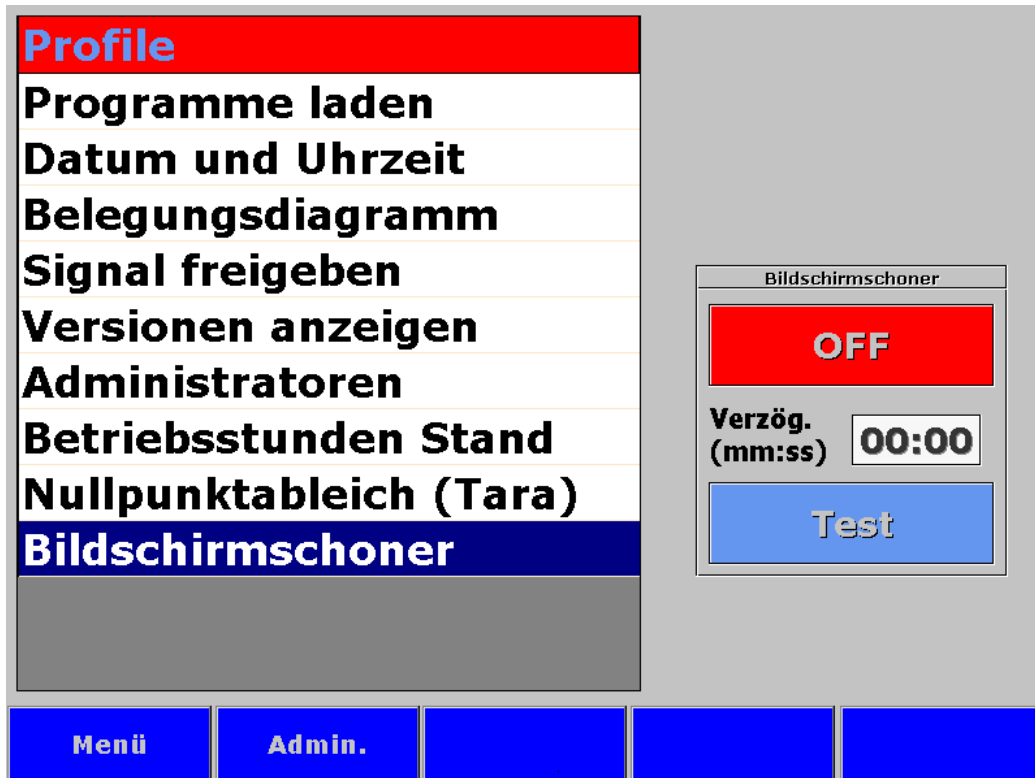 Profile
Programme laden
Datum und Uhrzeit
Belegungsdiagramm
Signal freigeben
Versionen anzeigen
Administratoren
Betriebsstunden Stand
Nullpunktableich (Tara)
Bildschirmschoner
Bildschirmschoner
OFF
Verzög.
(mm:ss)
00:00
Test
Menü
Admin.